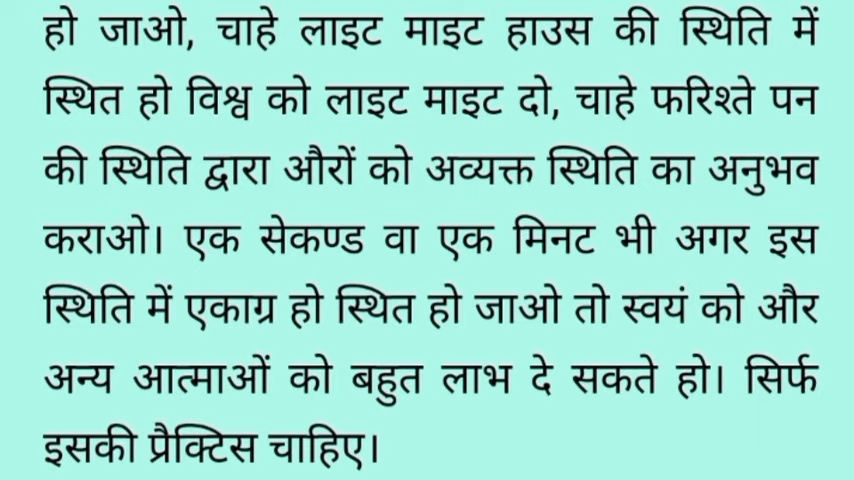 हो जाओ, चाहे लाइट माइट हाउस की स्थिति में
स्थित हो विश्व को लाइट माइट दो, चाहे फरिश्ते पन
की स्थिति द्वारा औरों को अव्यक्त स्थिति का अनुभव
कराओ। एक सेकण्ड वा एक मिनट भी अगर इस
स्थिति में एकाग्र हो स्थित हो जाओ तो स्वयं को और
अन्य आत्माओं को बहुत लाभ दे सकते हो। सिर्फ
इसकी प्रैक्टिस चाहिए।